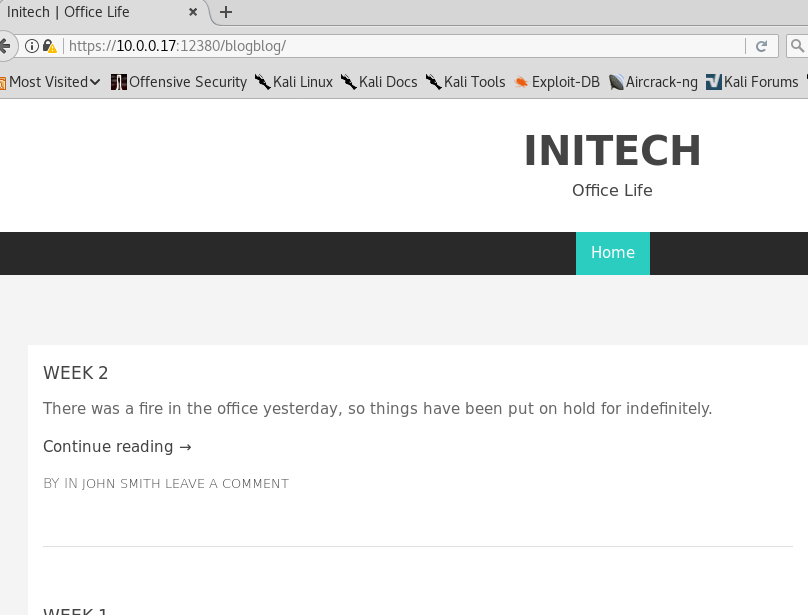 Initech | Office Life
https://10.0.0.17:12380/blogblog/
Most Visited Offensive Security Kali Linux Kali Docs Kali Tools Exploit-DB Aircrack-ng Kali Forums
INITECH
Office Life
Home
WEEK 2
There was a fire in the office yesterday, so things have been put on hold for indefinitely.
Continue reading →
BY IN JOHN SMITH LEAVE A COMMENT
WEEK 1